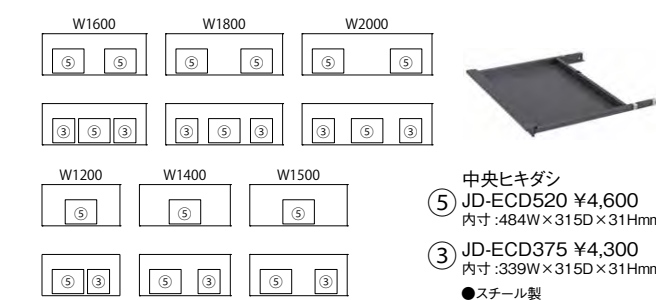 W1600 W1800 W2000
⑤ ⑤ ⑤ ⑤ ⑤ ⑤
③ ⑤ ③ ③ ⑤ ③ ③ ⑤ ③
W1200 W1400 W1500
⑤ ⑤ ⑤
⑤ ③ ⑤ ③ ⑤ ③
中央ヒキダシ
⑤ JD-ECD520 ¥4,600
内寸:484W×315D×31Hmm
③ JD-ECD375 ¥4,300
内寸:339W×315D×31Hmm
●スチール製